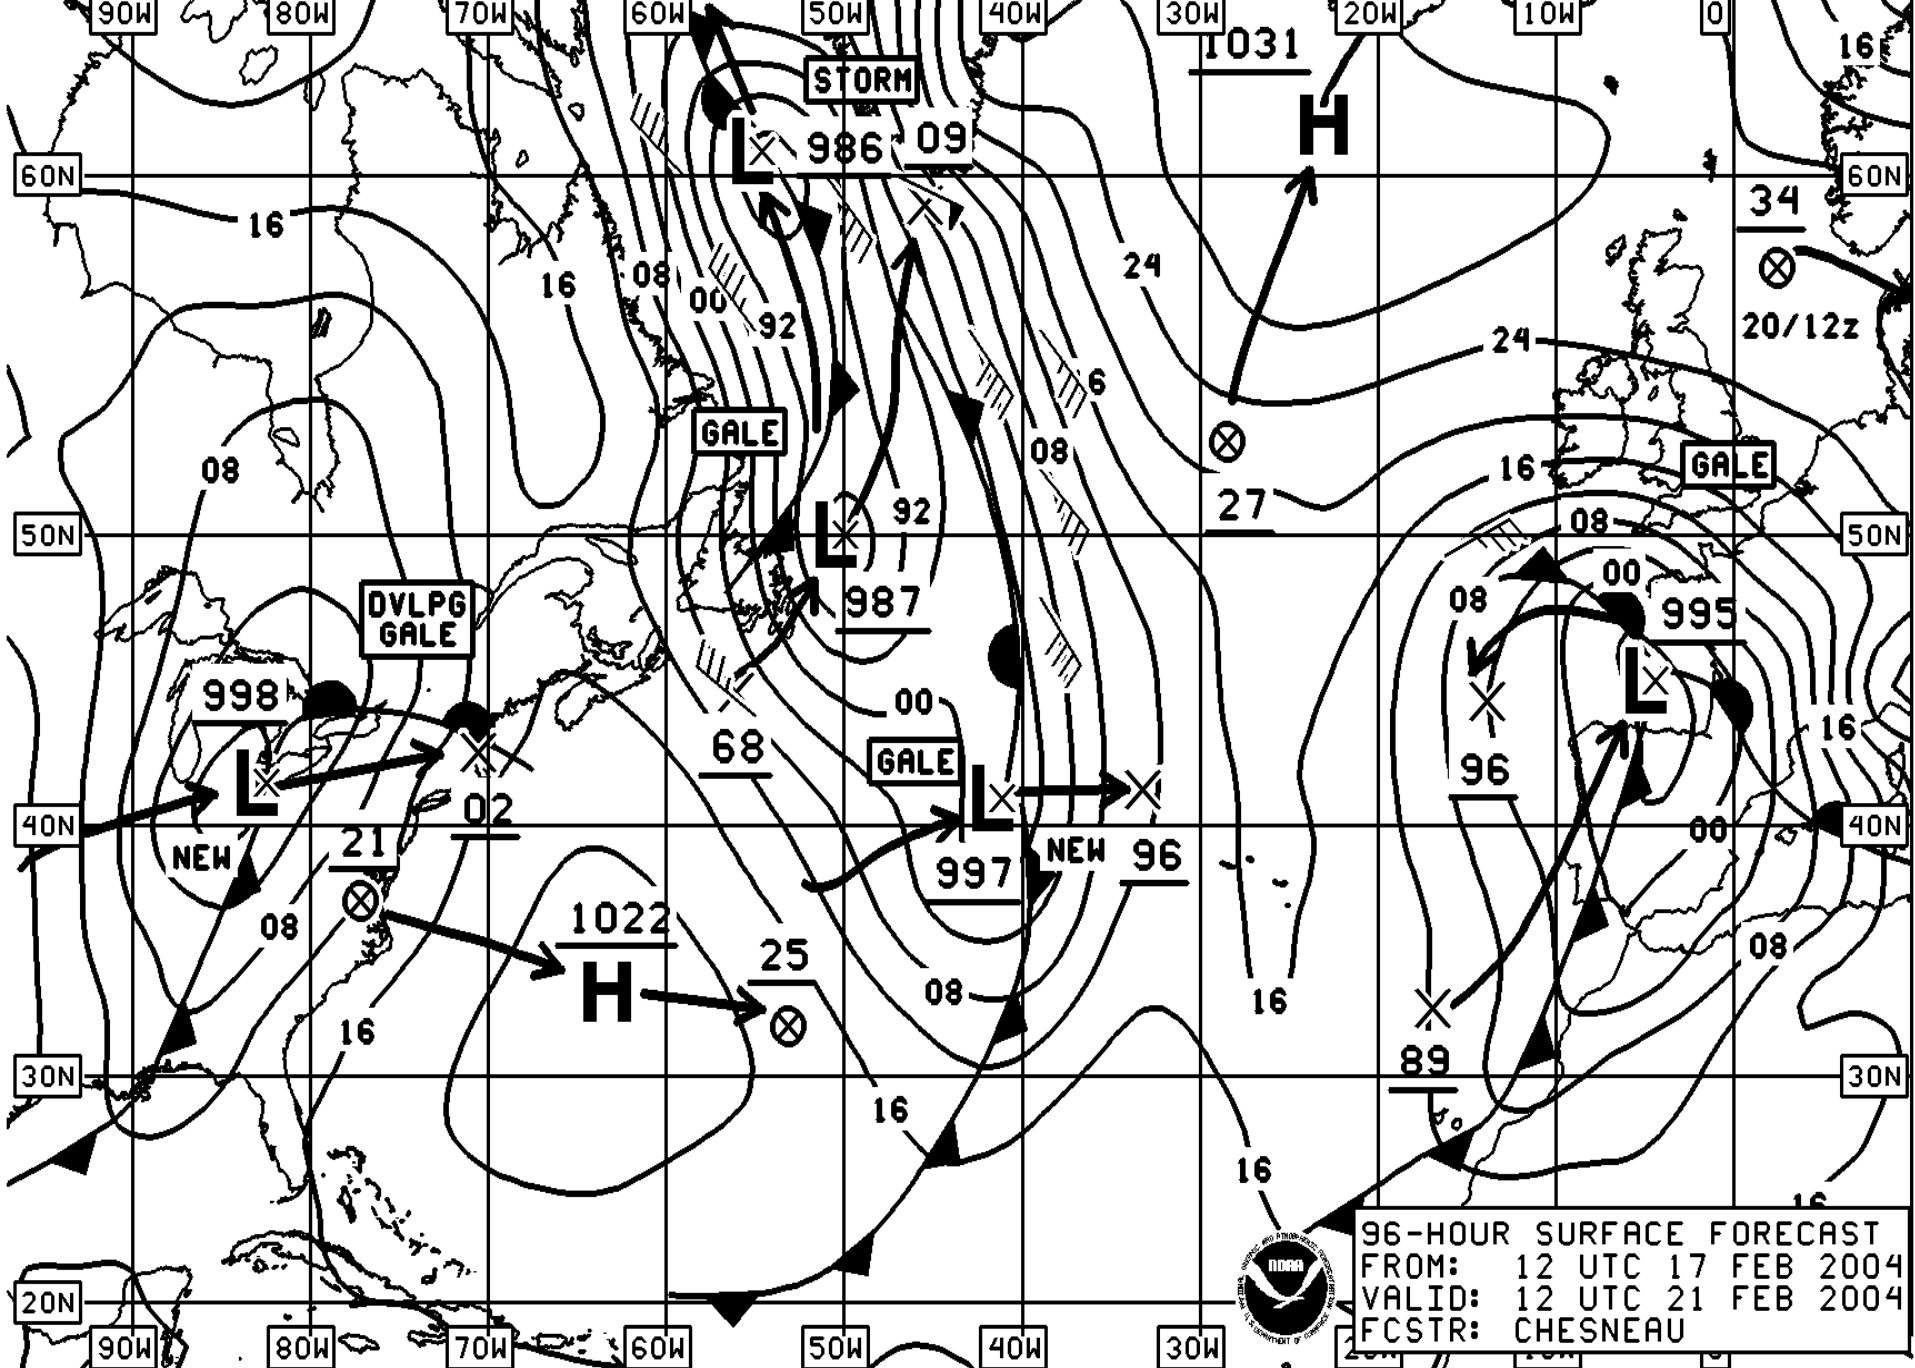 90W 80W 70W 60W 50W 40W 30W 20W 10W 0
1031
16
STORM
H
L 986 09
60N 60N
34
16
24
08
16
00
92
20/12z
24
6
GALE
08
GALE
08
16
27
92
08
50N L 50N
987
00
DVLPG
GALE
08
995
998
L
00
68
GALE
96
16
L
L
02
40N 40N
21
NEW
00
NEW 96
997
08
1022
25
08
H
08
16
16
89
30N 30N
16
16
16
96-HOUR SURFACE FORECAST
FROM: 12 UTC 17 FEB 2004
VALID: 12 UTC 21 FEB 2004
FCSTR: CHESNEAU
NOAA
20N
90W 80W 70W 60W 50W 40W 30W